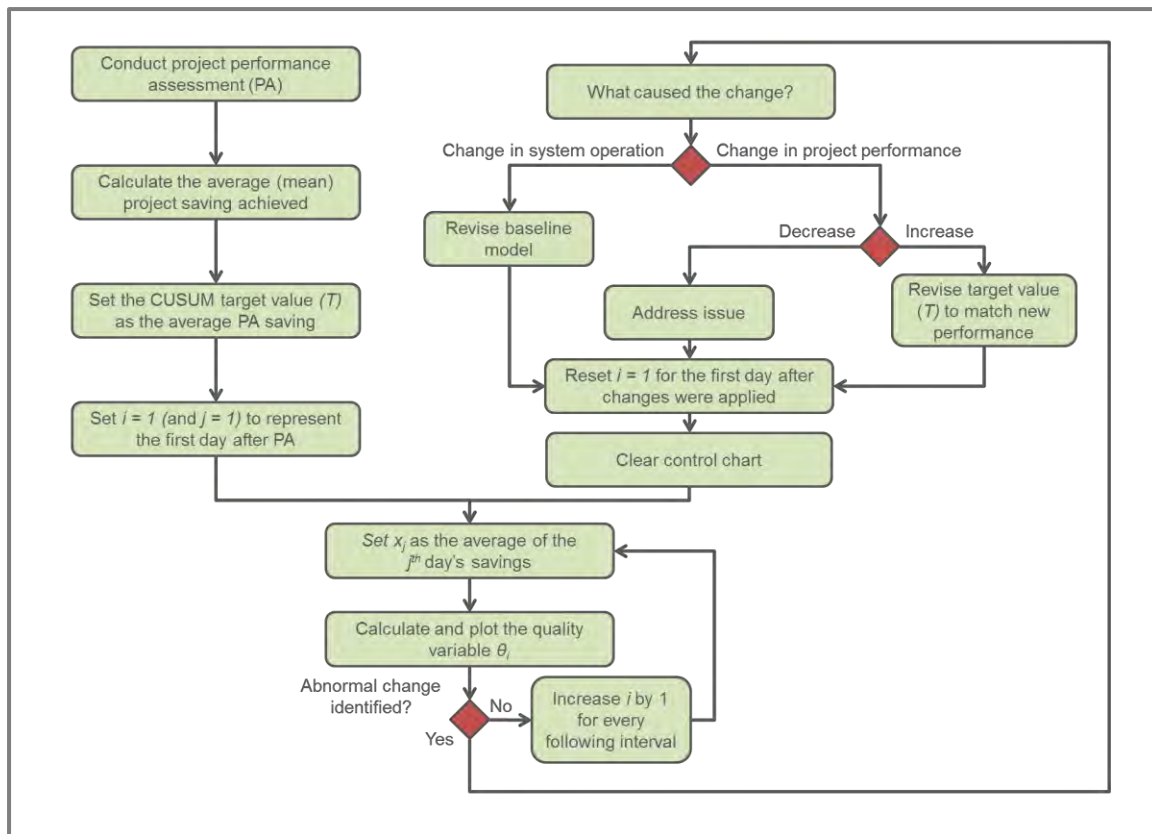 Conduct project performance
assessment (PA)
Calculate the average (mean)
project saving achieved
Set the CUSUM target value (T)
as the average PA saving
Set i = 1 (and j = 1) to represent
the first day after PA
What caused the change?
Change in system operation
Change in project performance
Revise baseline
model
Decrease
Increase
Address issue
Revise target value
(T) to match new
performance
Reset i = 1 for the first day after
changes were applied
Clear control chart
Set xj as the average of the
jth day's savings
Calculate and plot the quality
variable θi
Abnormal change
identified?
No
Yes
Increase i by 1
for every
following interval